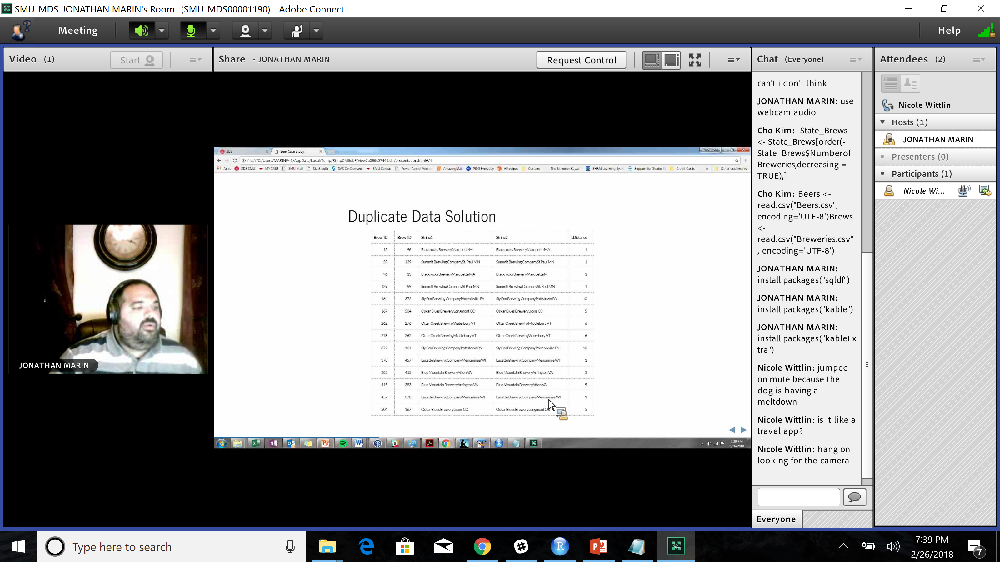 SMU-MDS-JONATHAN MARIN's Room- (SMU-MDS00001190) - Adobe Connect
Meeting
Help
Video (1)
Start
Share - JONATHAN MARIN
Request Control
Chat (Everyone)
Attendees (2)
JONATHAN MARIN
2DS
Beer Case Study
JONATHAN
file:///C:/Users/MARINF~1/AppData/Local/Temp/RtmpCM6ubF/view2a086c37445.dir/presentation.html#/4
Apps 2DS SMU MY SMU SMU Mail StatSleuth SAS On Demand SMU Canvas Power Applet Versio AmazingMail P&G Everyday Allrecipes Curtains The Skimmer Kayak SHRM Learning Syst Support for Studio X Credit Cards » Other bookmarks
Duplicate Data Solution
Brew_ID Brew_ID String1 String2 LDistance
13 96 Blackrocks BreweryMarquette MI Blackrocks BreweryMarquette MA 1
59 139 Summit Brewing CompanySt. Paul MN Summit Brewing CompanySt Paul MN 1
96 13 Blackrocks BreweryMarquette MA Blackrocks BreweryMarquette MI 1
139 59 Summit Brewing CompanySt Paul MN Summit Brewing CompanySt. Paul MN 1
164 372 Sly Fox Brewing CompanyPhoenixville PA Sly Fox Brewing CompanyPottstown PA 10
167 504 Oskar Blues BreweryLongmont CO Oskar Blues BreweryLyons CO 5
262 276 Otter Creek BrewingWaterbury VT Otter Creek BrewingMiddlebury VT 6
276 262 Otter Creek BrewingMiddlebury VT Otter Creek BrewingWaterbury VT 6
372 164 Sly Fox Brewing CompanyPottstown PA Sly Fox Brewing CompanyPhoenixville PA 10
378 457 Lucette Brewing CompanyMenominee WI Lucette Brewing CompanyMenominie WI 1
383 415 Blue Mountain BreweryAfton VA Blue Mountain BreweryArrington VA 5
415 383 Blue Mountain BreweryArrington VA Blue Mountain BreweryAfton VA 5
457 378 Lucette Brewing CompanyMenominie WI Lucette Brewing CompanyMenominee WI 1
504 167 Oskar Blues BreweryLyons CO Oskar Blues BreweryLongmont CO 5
7:39 PM
2/26/2018
can't i don't think
JONATHAN MARIN: use
webcam audio
Cho Kim: State_Brews
<- State_Brews[order(-
State_Brews$Numberof
Breweries,decreasing =
TRUE),]
Cho Kim: Beers <-
read.csv("Beers.csv",
encoding='UTF-8')Brews
<-
read.csv("Breweries.csv"
, encoding='UTF-8')
JONATHAN MARIN:
install.packages("sqldf")
JONATHAN MARIN:
install.packages("kable")
JONATHAN MARIN:
install.packages("kableEx
tra")
Nicole Wittlin: jumped
on mute because the
dog is having a
meltdown
Nicole Wittlin: is it like a
travel app?
Nicole Wittlin: hang on
looking for the camera
Everyone
Nicole Wittlin
Hosts (1)
JONATHAN MARIN
Presenters (0)
Participants (1)
Nicole Wi...
Type here to search
7:39 PM
2/26/2018
7